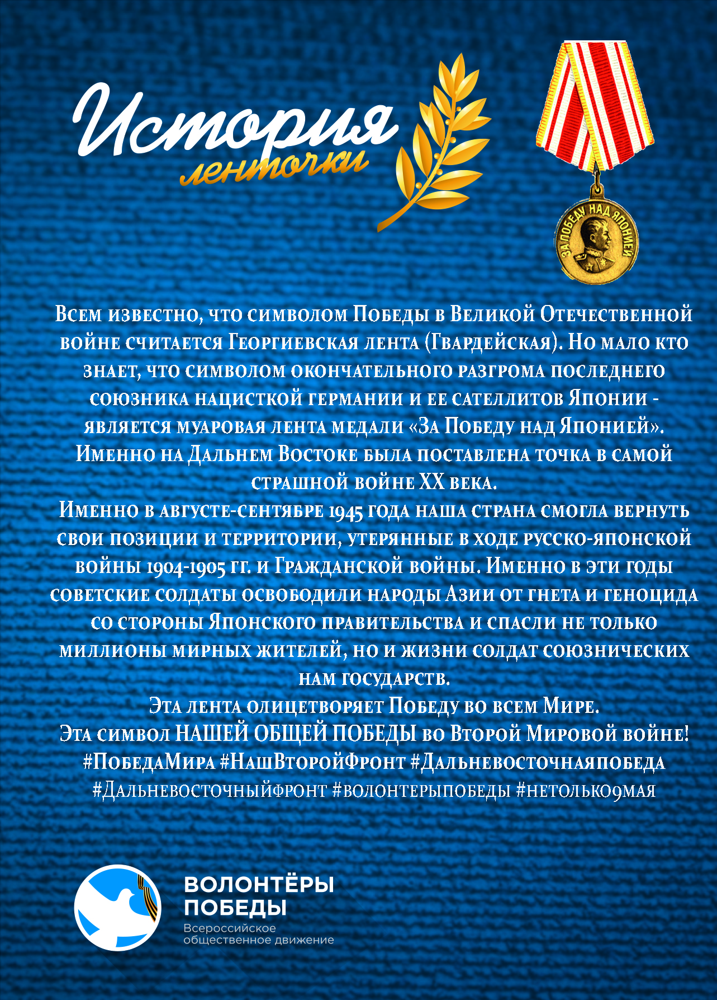 История
ленточки
ЗА ПОБЕДУ НАД ЯПОНИЕЙ
Всем известно, что символом Победы в Великой Отечественной
войне считается Георгиевская лента (Гвардейская). Но мало кто
знает, что символом окончательного разгрома последнего
союзника нацисткой германии и ее сателлитов Японии -
является муаровая лента медали «За Победу над Японией».
Именно на Дальнем Востоке была поставлена точка в самой
страшной войне XX века.
Именно в августе-сентябре 1945 года наша страна смогла вернуть
свои позиции и территории, утерянные в ходе русско-японской
войны 1904-1905 гг. и Гражданской войны. Именно в эти годы
советские солдаты освободили народы Азии от гнета и геноцида
со стороны Японского правительства и спасли не только
миллионы мирных жителей, но и жизни солдат союзнических
нам государств.
Эта лента олицетворяет Победу во всем Мире.
Эта символ НАШЕЙ ОБЩЕЙ ПОБЕДЫ во Второй Мировой войне!
#ПобедаМира #НашВторойФронт #Дальневосточнаяпобеда
#Дальневосточныйфронт #волонтерыпобеды #нетолько9мая
ВОЛОНТЁРЫ
ПОБЕДЫ
Всероссийское
общественное движение